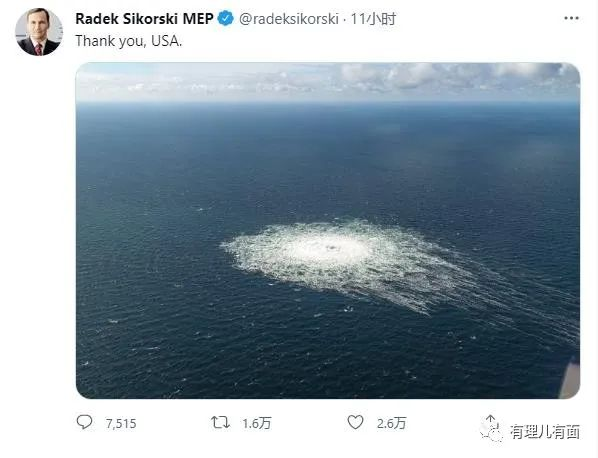 Radek Sikorski MEP @radeksikorski · 11小时
Thank you, USA.
7,515 1.6万 2.6万
有理儿有面